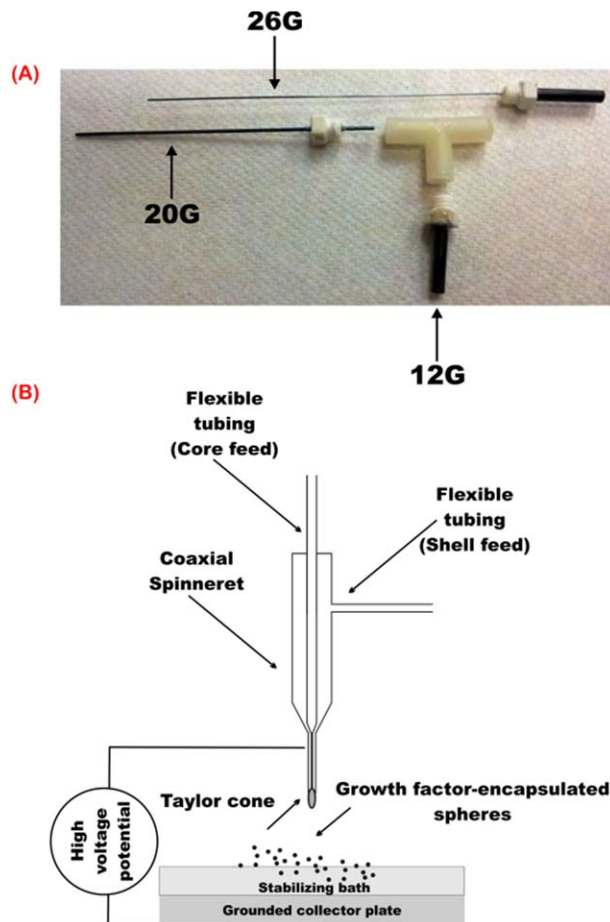 26G
(A)
20G
12G
(B)
Flexible
tubing
(Core feed)
Flexible
tubing
(Shell feed)
Coaxial
Spinneret
Taylor cone
Growth factor-encapsulated
spheres
High
voltage
potential
Stabilizing bath
Grounded collector plate